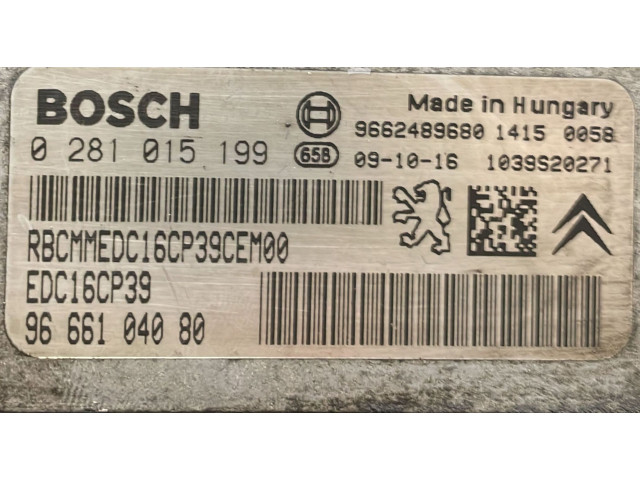 BOSCH
Made in Hungary
9662489680 1415 0058
0 281 015 199
658
09-10-16 1039S20271
RBCMMEDC16CP39CEM00
EDC16CP39
96 661 040 80